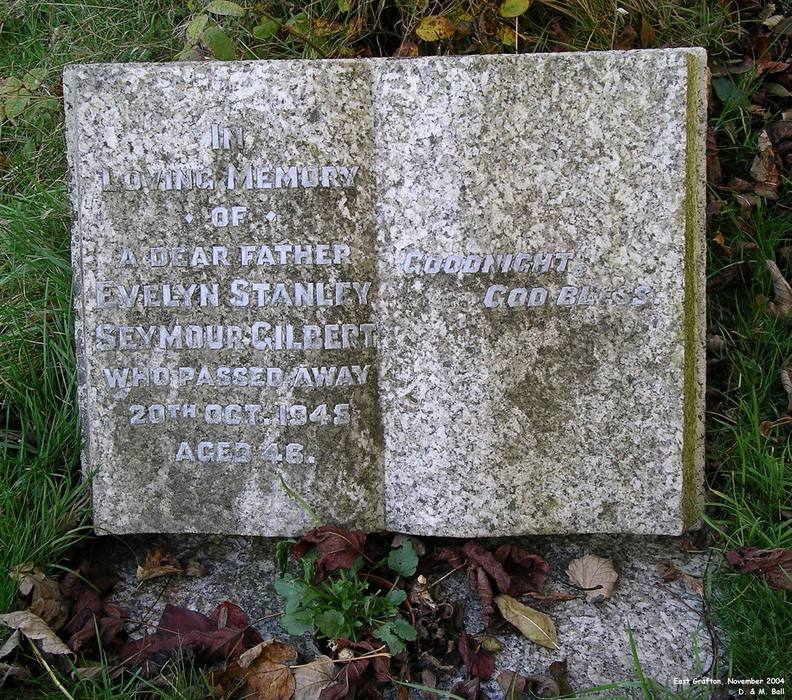 IN
LOVING MEMORY
· OF ·
A DEAR FATHER
EVELYN STANLEY
SEYMOUR GILBERT
WHO PASSED AWAY
20TH OCT. 1945
AGED 46.
GOODNIGHT,
GOD BLESS.
East Grafton, November 2004
D. & M. Ball